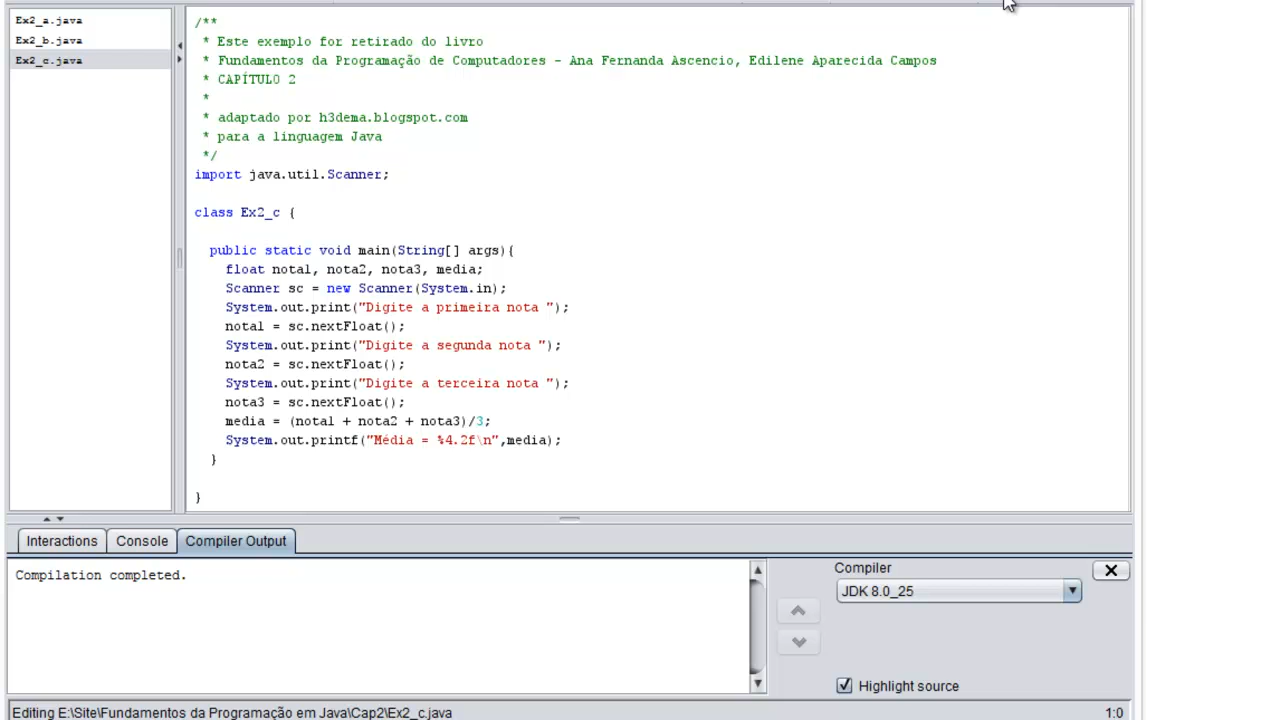 Ex2_a.java
Ex2_b.java
Ex2_c.java
/**
* Este exemplo for retirado do livro
* Fundamentos da Programação de Computadores - Ana Fernanda Ascencio, Edilene Aparecida Campos
* CAPÍTULO 2
*
* adaptado por h3dema.blogspot.com
* para a linguagem Java
*/
import java.util.Scanner;
class Ex2_c {
public static void main(String[] args){
float nota1, nota2, nota3, media;
Scanner sc = new Scanner(System.in);
System.out.print("Digite a primeira nota ");
nota1 = sc.nextFloat();
System.out.print("Digite a segunda nota ");
nota2 = sc.nextFloat();
System.out.print("Digite a terceira nota ");
nota3 = sc.nextFloat();
media = (nota1 + nota2 + nota3)/3;
System.out.printf("Média = %4.2f\n",media);
}
}
Interactions
Console
Compiler Output
Compilation completed.
Compiler
JDK 8.0_25
Highlight source
Editing E:\Site\Fundamentos da Programação em Java\Cap2\Ex2_c.java
1:0